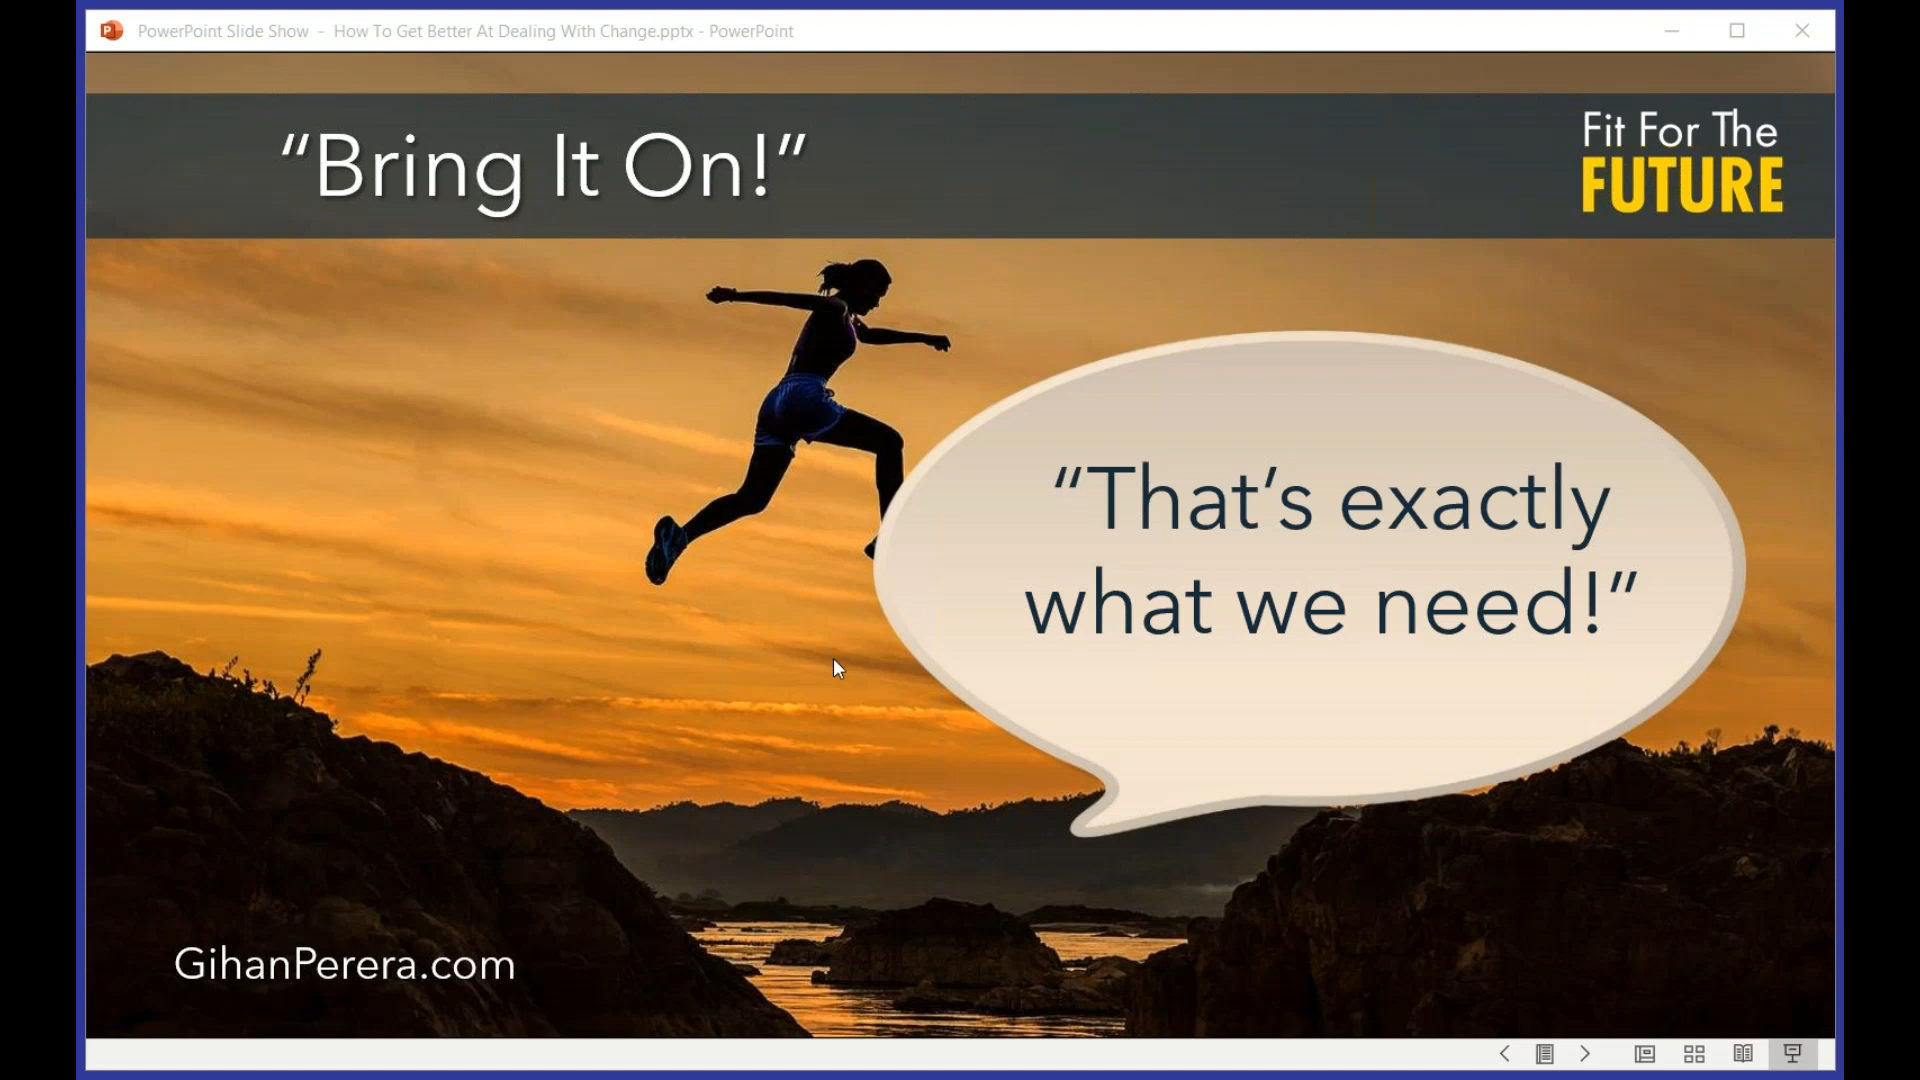 PowerPoint Slide Show - How To Get Better At Dealing With Change.pptx - PowerPoint
“Bring It On!”
Fit For The
FUTURE
“That’s exactly
what we need!”
GihanPerera.com